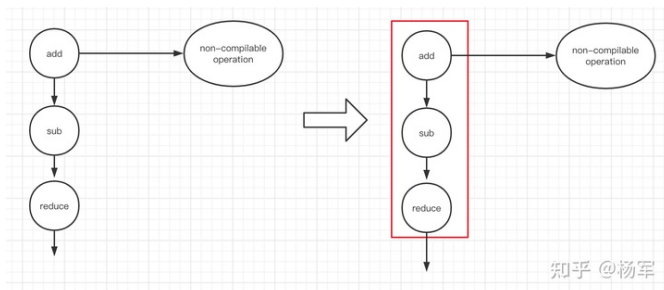 add
non-compilable
operation
sub
reduce
add
non-compilable
operation
sub
reduce
知乎 @杨军